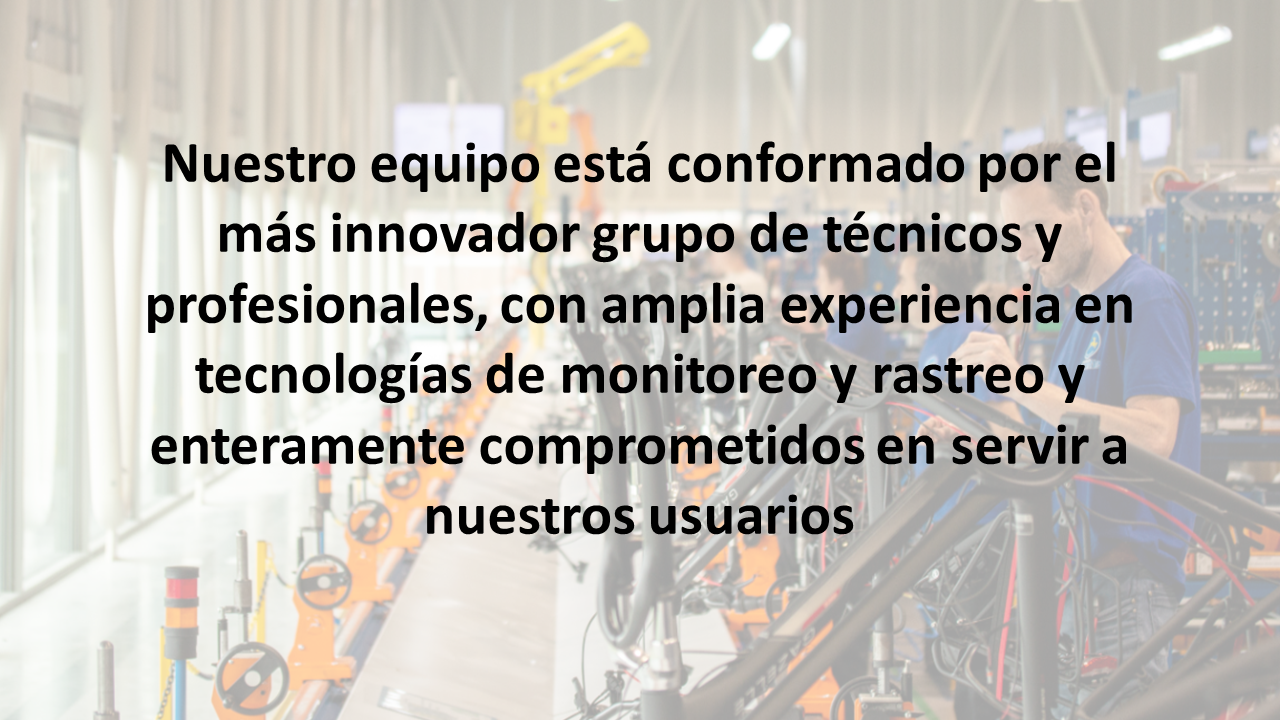 Nuestro equipo está conformado por el
más innovador grupo de técnicos y
profesionales, con amplia experiencia en
tecnologías de monitoreo y rastreo y
enteramente comprometidos en servir a
nuestros usuarios